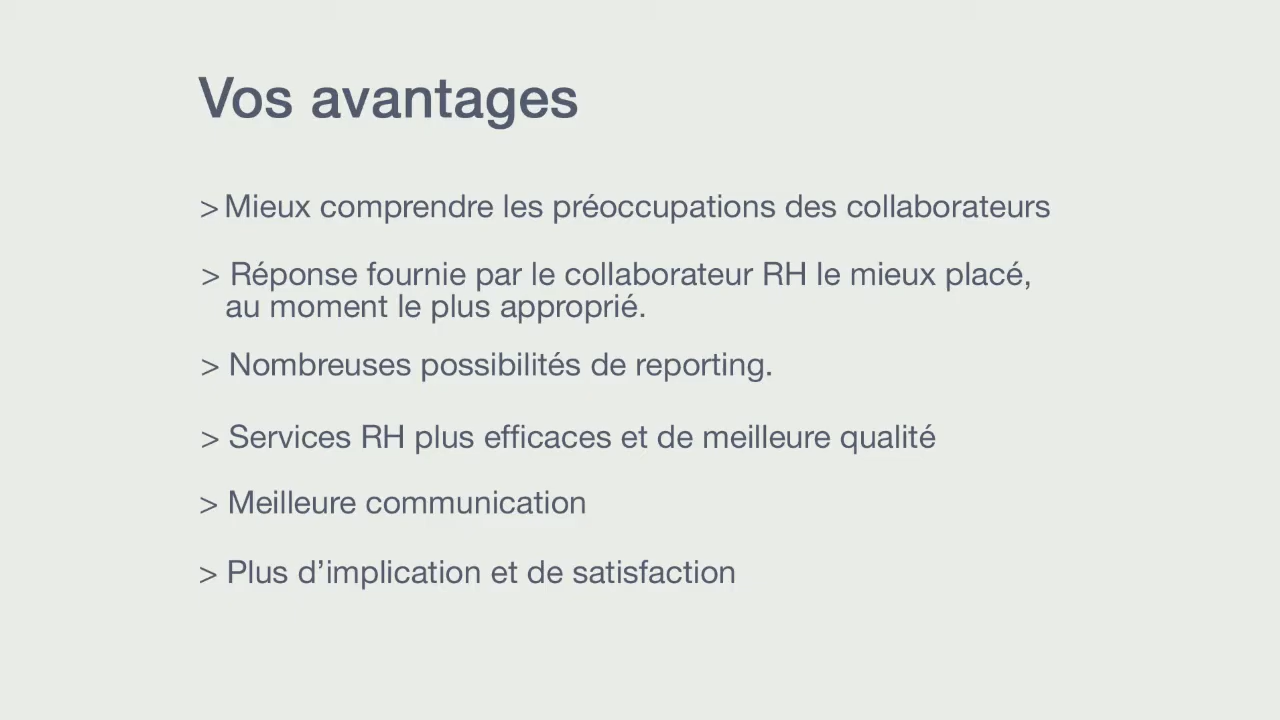 Vos avantages
> Mieux comprendre les préoccupations des collaborateurs
> Réponse fournie par le collaborateur RH le mieux placé,
au moment le plus approprié.
> Nombreuses possibilités de reporting.
> Services RH plus efficaces et de meilleure qualité
> Meilleure communication
> Plus d’implication et de satisfaction